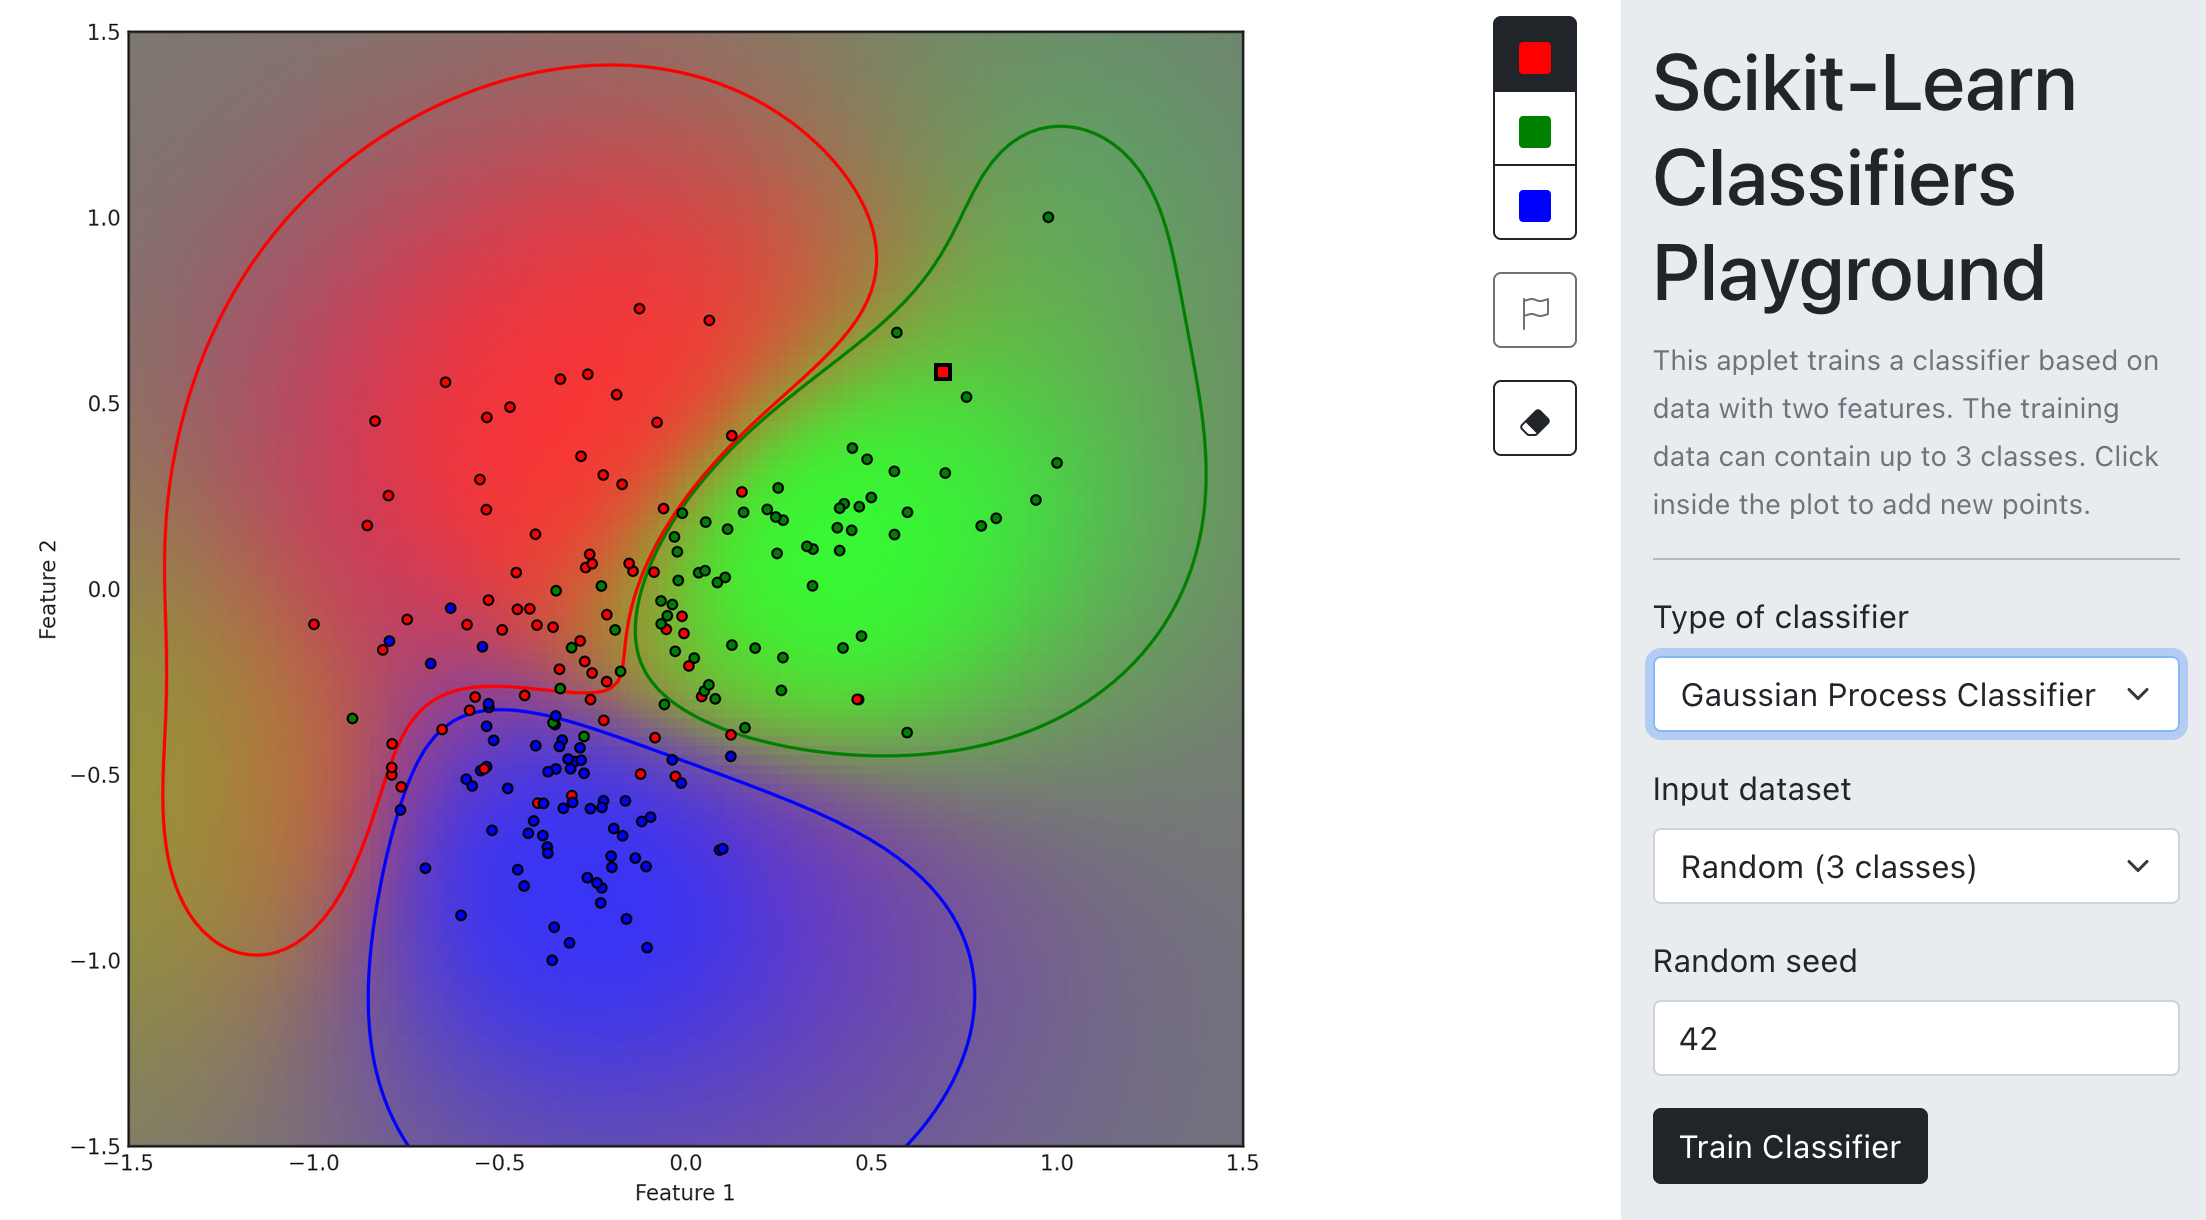 1.5
1.0
0.5
0.0
−0.5
−1.0
−1.5
−1.5 −1.0 −0.5 0.0 0.5 1.0 1.5
Feature 1
Feature 2
Scikit-Learn
Classifiers
Playground
This applet trains a classifier based on
data with two features. The training
data can contain up to 3 classes. Click
inside the plot to add new points.
Type of classifier
Gaussian Process Classifier
Input dataset
Random (3 classes)
Random seed
42
Train Classifier